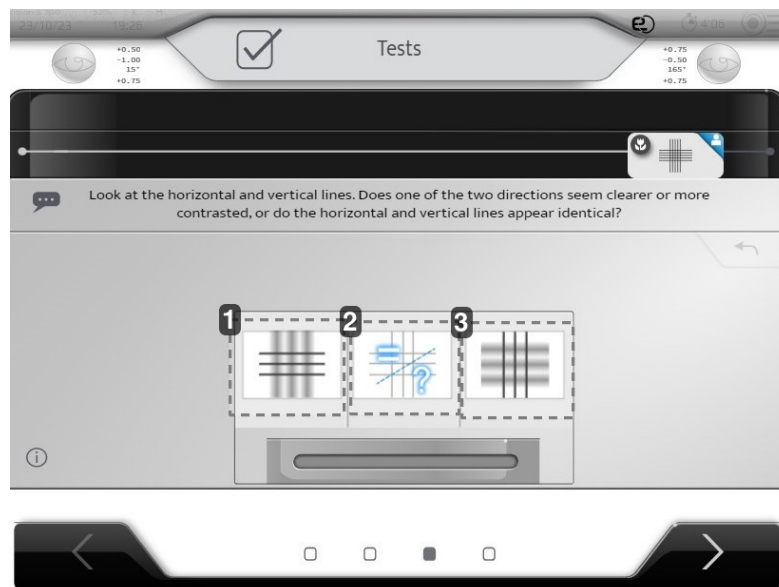 23/10/23 19:26
4'08
Tests
+0.50
-1.00
15°
+0.75
+0.75
-0.50
165°
+0.75
Look at the horizontal and vertical lines. Does one of the two directions seem clearer or more
contrasted, or do the horizontal and vertical lines appear identical?
1 2 3
= ?
i